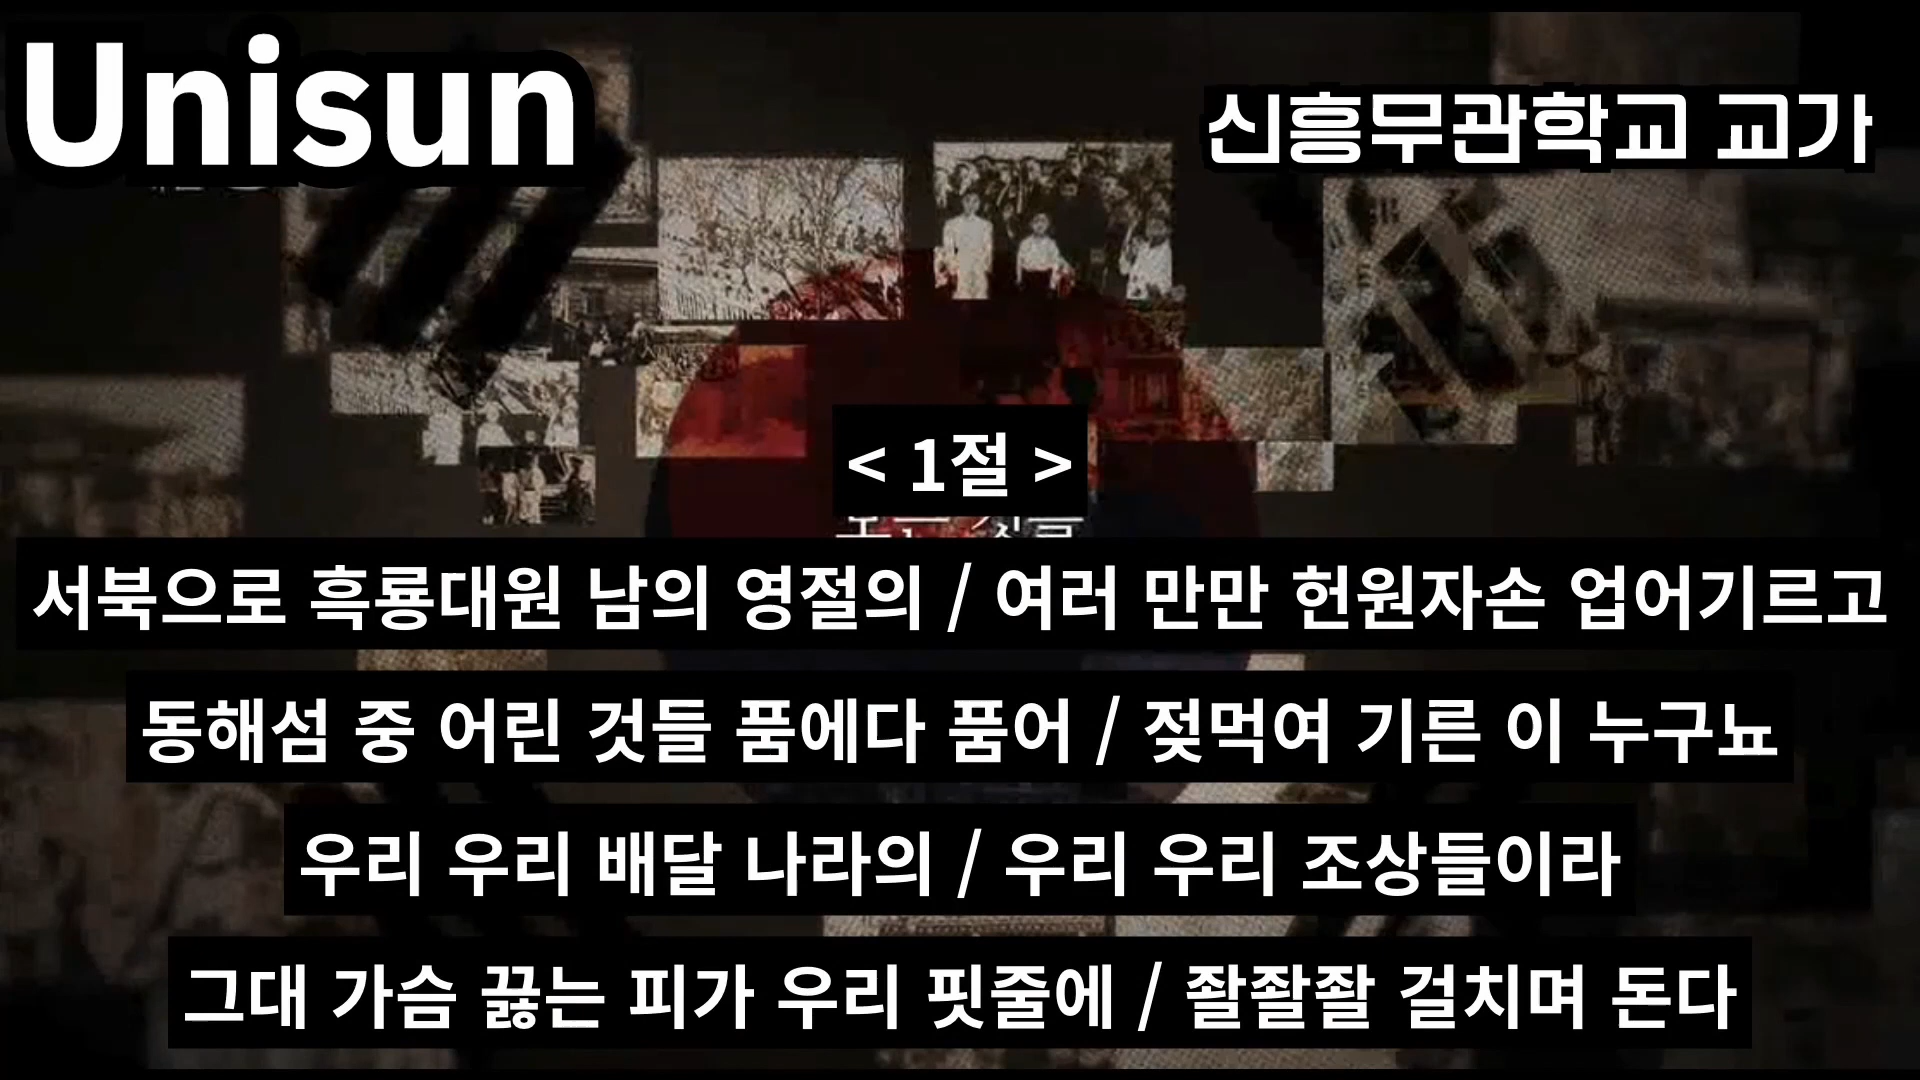 Unisun
신흥무관학교 교가
< 1절 >
서북으로 흑룡대원 남의 영절의 / 여러 만만 헌원자손 업어기르고
동해섬 중 어린 것들 품에다 품어 / 젖먹여 기른 이 누구뇨
우리 우리 배달 나라의 / 우리 우리 조상들이라
그대 가슴 끓는 피가 우리 핏줄에 / 좔좔좔 걸치며 돈다